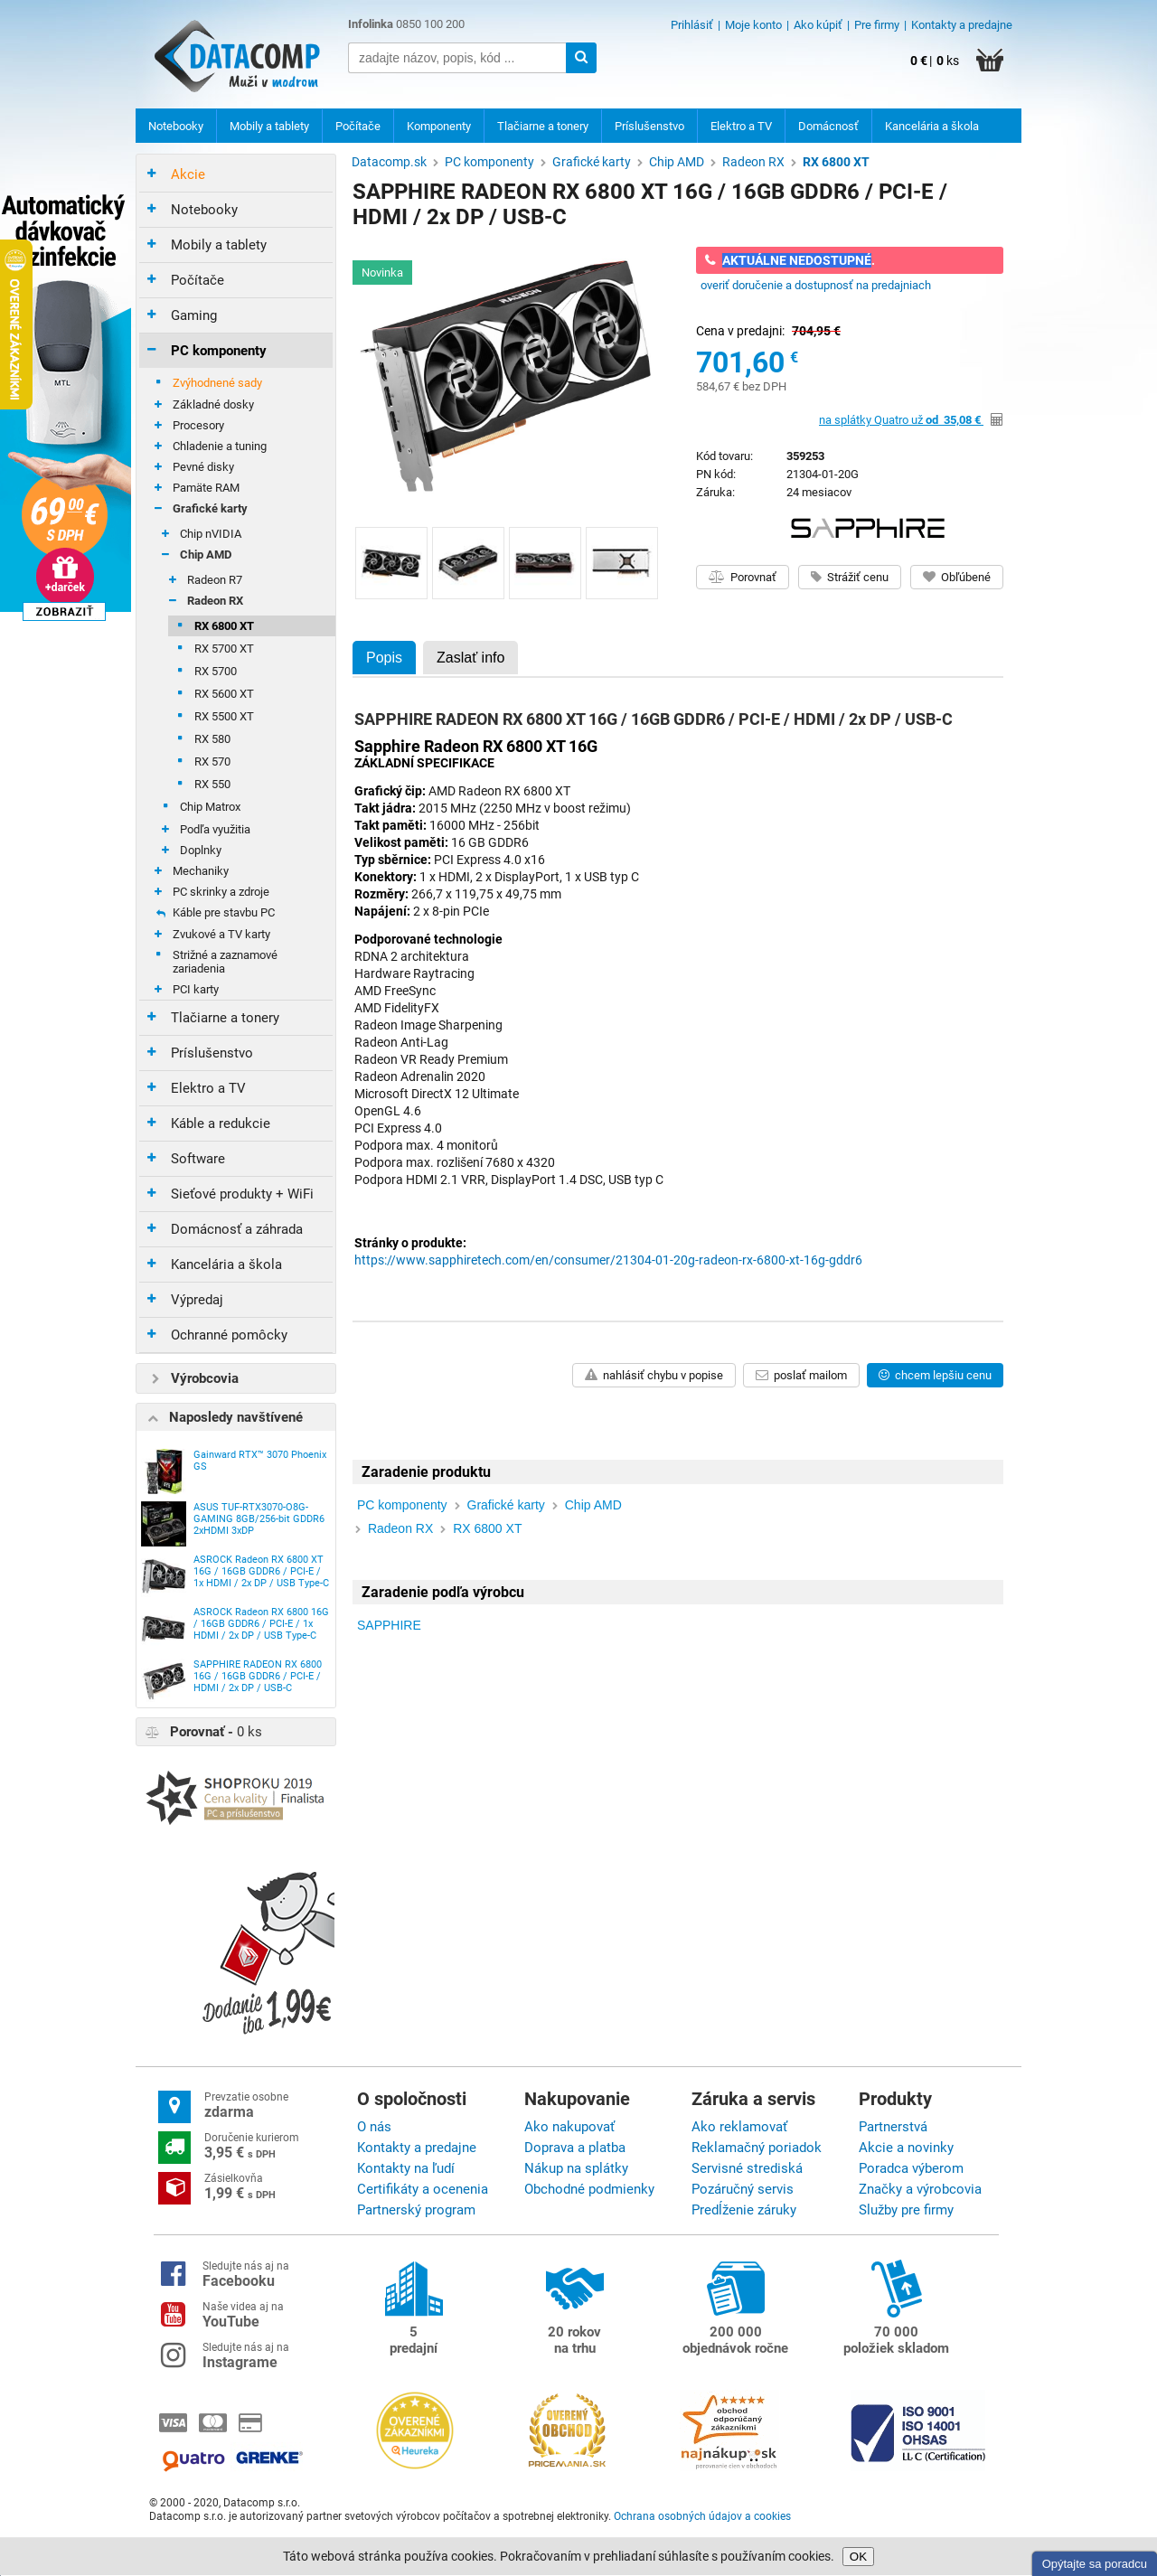 DATACOMP
Muži v modrom
Infolinka 0850 100 200
zadajte názov, popis, kód ...
Prihlásiť | Moje konto | Ako kúpiť | Pre firmy | Kontakty a predajne
0 € | 0 ks
Notebooky
Mobily a tablety
Počítače
Komponenty
Tlačiarne a tonery
Príslušenstvo
Elektro a TV
Domácnosť
Kancelária a škola
Automatický
dávkovač
zinfekcie
OVERENÉ ZÁKAZNÍKMI
MTL
69 00 €
S DPH
+darček
ZOBRAZIŤ
Akcie
Notebooky
Mobily a tablety
Počítače
Gaming
PC komponenty
Zvýhodnené sady
Základné dosky
Procesory
Chladenie a tuning
Pevné disky
Pamäte RAM
Grafické karty
Chip nVIDIA
Chip AMD
Radeon R7
Radeon RX
RX 6800 XT
RX 5700 XT
RX 5700
RX 5600 XT
RX 5500 XT
RX 580
RX 570
RX 550
Chip Matrox
Podľa využitia
Doplnky
Mechaniky
PC skrinky a zdroje
Káble pre stavbu PC
Zvukové a TV karty
Strižné a zaznamové
zariadenia
PCI karty
Tlačiarne a tonery
Príslušenstvo
Elektro a TV
Káble a redukcie
Software
Sieťové produkty + WiFi
Domácnosť a záhrada
Kancelária a škola
Výpredaj
Ochranné pomôcky
Výrobcovia
Naposledy navštívené
Gainward RTX™ 3070 Phoenix
GS
ASUS TUF-RTX3070-O8G-
GAMING 8GB/256-bit GDDR6
2xHDMI 3xDP
ASROCK Radeon RX 6800 XT
16G / 16GB GDDR6 / PCI-E /
1x HDMI / 2x DP / USB Type-C
ASROCK Radeon RX 6800 16G
/ 16GB GDDR6 / PCI-E / 1x
HDMI / 2x DP / USB Type-C
SAPPHIRE RADEON RX 6800
16G / 16GB GDDR6 / PCI-E /
HDMI / 2x DP / USB-C
Porovnať - 0 ks
SHOPROKU 2019
Cena kvality | Finalista
PC a príslušenstvo
Dodanie
iba 1,99€
Datacomp.sk > PC komponenty > Grafické karty > Chip AMD > Radeon RX > RX 6800 XT
SAPPHIRE RADEON RX 6800 XT 16G / 16GB GDDR6 / PCI-E /
HDMI / 2x DP / USB-C
Novinka
RADEON
AKTUÁLNE NEDOSTUPNÉ.
overiť doručenie a dostupnosť na predajniach
Cena v predajni: 704,95 €
701,60 €
584,67 € bez DPH
na splátky Quatro už od 35,08 €
Kód tovaru: 359253
PN kód: 21304-01-20G
Záruka: 24 mesiacov
SAPPHIRE
Porovnať
Strážiť cenu
Obľúbené
Popis
Zaslať info
SAPPHIRE RADEON RX 6800 XT 16G / 16GB GDDR6 / PCI-E / HDMI / 2x DP / USB-C
Sapphire Radeon RX 6800 XT 16G
ZÁKLADNÍ SPECIFIKACE
Grafický čip: AMD Radeon RX 6800 XT
Takt jádra: 2015 MHz (2250 MHz v boost režimu)
Takt paměti: 16000 MHz - 256bit
Velikost paměti: 16 GB GDDR6
Typ sběrnice: PCI Express 4.0 x16
Konektory: 1 x HDMI, 2 x DisplayPort, 1 x USB typ C
Rozměry: 266,7 x 119,75 x 49,75 mm
Napájení: 2 x 8-pin PCIe
Podporované technologie
RDNA 2 architektura
Hardware Raytracing
AMD FreeSync
AMD FidelityFX
Radeon Image Sharpening
Radeon Anti-Lag
Radeon VR Ready Premium
Radeon Adrenalin 2020
Microsoft DirectX 12 Ultimate
OpenGL 4.6
PCI Express 4.0
Podpora max. 4 monitorů
Podpora max. rozlišení 7680 x 4320
Podpora HDMI 2.1 VRR, DisplayPort 1.4 DSC, USB typ C
Stránky o produkte:
https://www.sapphiretech.com/en/consumer/21304-01-20g-radeon-rx-6800-xt-16g-gddr6
nahlásiť chybu v popise
poslať mailom
chcem lepšiu cenu
Zaradenie produktu
PC komponenty > Grafické karty > Chip AMD
> Radeon RX > RX 6800 XT
Zaradenie podľa výrobcu
SAPPHIRE
Prevzatie osobne
zdarma
Doručenie kurierom
3,95 € s DPH
Zásielkovňa
1,99 € s DPH
O spoločnosti
O nás
Kontakty a predajne
Kontakty na ľudí
Certifikáty a ocenenia
Partnerský program
Nakupovanie
Ako nakupovať
Doprava a platba
Nákup na splátky
Obchodné podmienky
Záruka a servis
Ako reklamovať
Reklamačný poriadok
Servisné strediská
Pozáručný servis
Predĺženie záruky
Produkty
Partnerstvá
Akcie a novinky
Poradca výberom
Značky a výrobcovia
Služby pre firmy
Sledujte nás aj na
Facebooku
Naše videa aj na
YouTube
Sledujte nás aj na
Instagrame
5
predajní
20 rokov
na trhu
200 000
objednávok ročne
70 000
položiek skladom
VISA
MasterCard
Quatro GRENKE
OVERENÉ
ZÁKAZNÍKMI
Heureka
OVERENÝ
OBCHOD
PRICEMANIA.SK
obchod
odporúčaný
zákazníkmi
najnakup.sk
porovnanie cien v obchodoch
ISO 9001
ISO 14001
OHSAS
LL-C (Certification)
© 2000 - 2020, Datacomp s.r.o.
Datacomp s.r.o. je autorizovaný partner svetových výrobcov počítačov a spotrebnej elektroniky. Ochrana osobných údajov a cookies
Táto webová stránka používa cookies. Pokračovaním v prehliadaní súhlasíte s používaním cookies. OK
Opýtajte sa poradcu